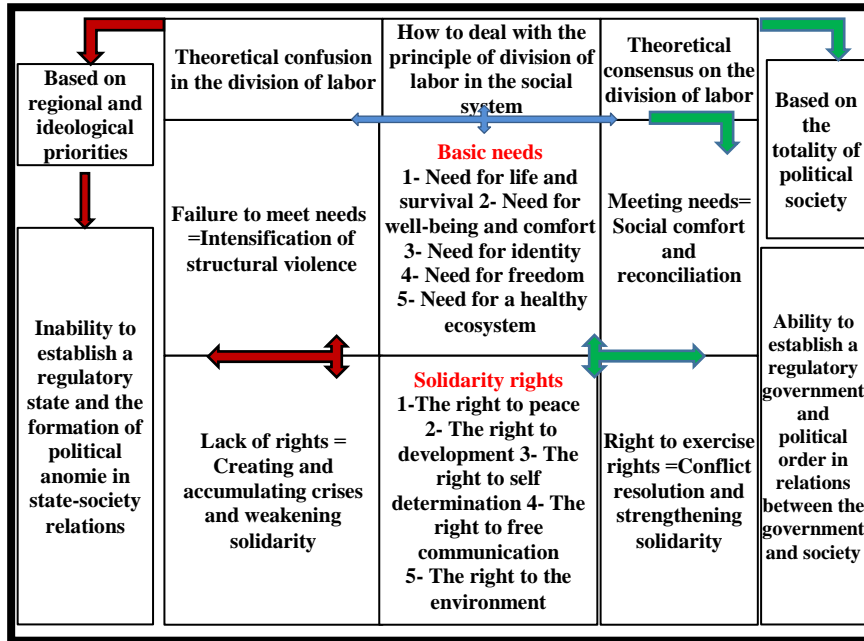 Based on
regional and
ideological
priorities
Inability to
establish a
regulatory
state and the
formation of
political
anomie in
state-society
relations
Theoretical confusion
in the division of labor
Failure to meet needs
=Intensification of
structural violence
Lack of rights =
Creating and
accumulating crises
and weakening
solidarity
How to deal with the
principle of division of
labor in the social
system
Basic needs
1- Need for life and
survival 2- Need for
well-being and comfort
3- Need for identity
4- Need for freedom
5- Need for a healthy
ecosystem
Solidarity rights
1-The right to peace
2- The right to
development 3- The
right to self
determination 4- The
right to free
communication
5- The right to the
environment
Theoretical
consensus on the
division of labor
Meeting needs=
Social comfort
and
reconciliation
Right to exercise
rights =Conflict
resolution and
strengthening
solidarity
Based on
the
totality of
political
society
Ability to
establish a
regulatory
government
and
political
order in
relations
between the
government
and society